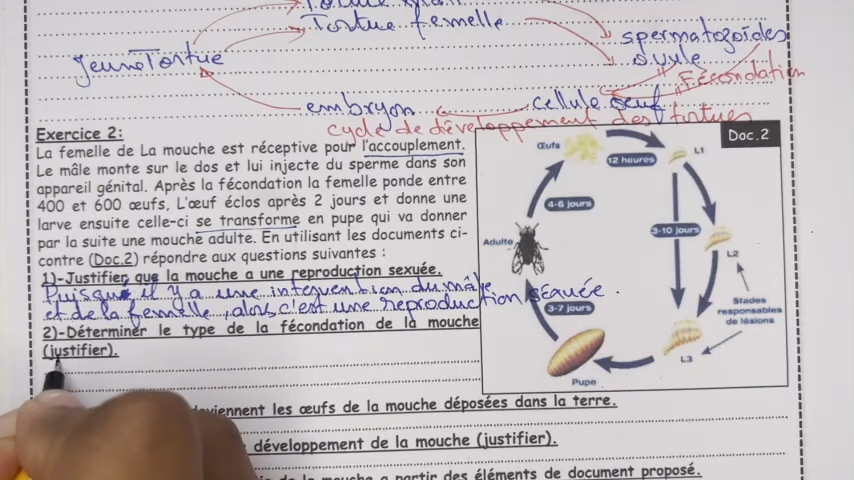 Tortue femelle
spermatozoïdes
Jeune Tortue
ovule
Fécondation
embryon
cellule œuf
cycle de développement des tortues
Exercice 2:
La femelle de La mouche est réceptive pour l'accouplement.
Le mâle monte sur le dos et lui injecte du sperme dans son
appareil génital. Après la fécondation la femelle ponde entre
400 et 600 œufs, L'œuf éclos après 2 jours et donne une
larve ensuite celle-ci se transforme en pupe qui va donner
par la suite une mouche adulte. En utilisant les documents ci-
contre (Doc.2) répondre aux questions suivantes :
1)-Justifier que la mouche a une reproduction sexuée.
Puisque il y a une intervention du mâle
et de la femelle, alors c'est une reproduction sexuée.
2)-Déterminer le type de la fécondation de la mouche
(justifier).
Doc.2
Œufs
12 heures
L1
4-6 jours
3-10 jours
Adulte
L2
3-7 jours
Stades
responsables
de lésions
L3
Pupe
deviennent les œufs de la mouche déposées dans la terre.
développement de la mouche (justifier).
de la mouche a partir des éléments de document proposé.